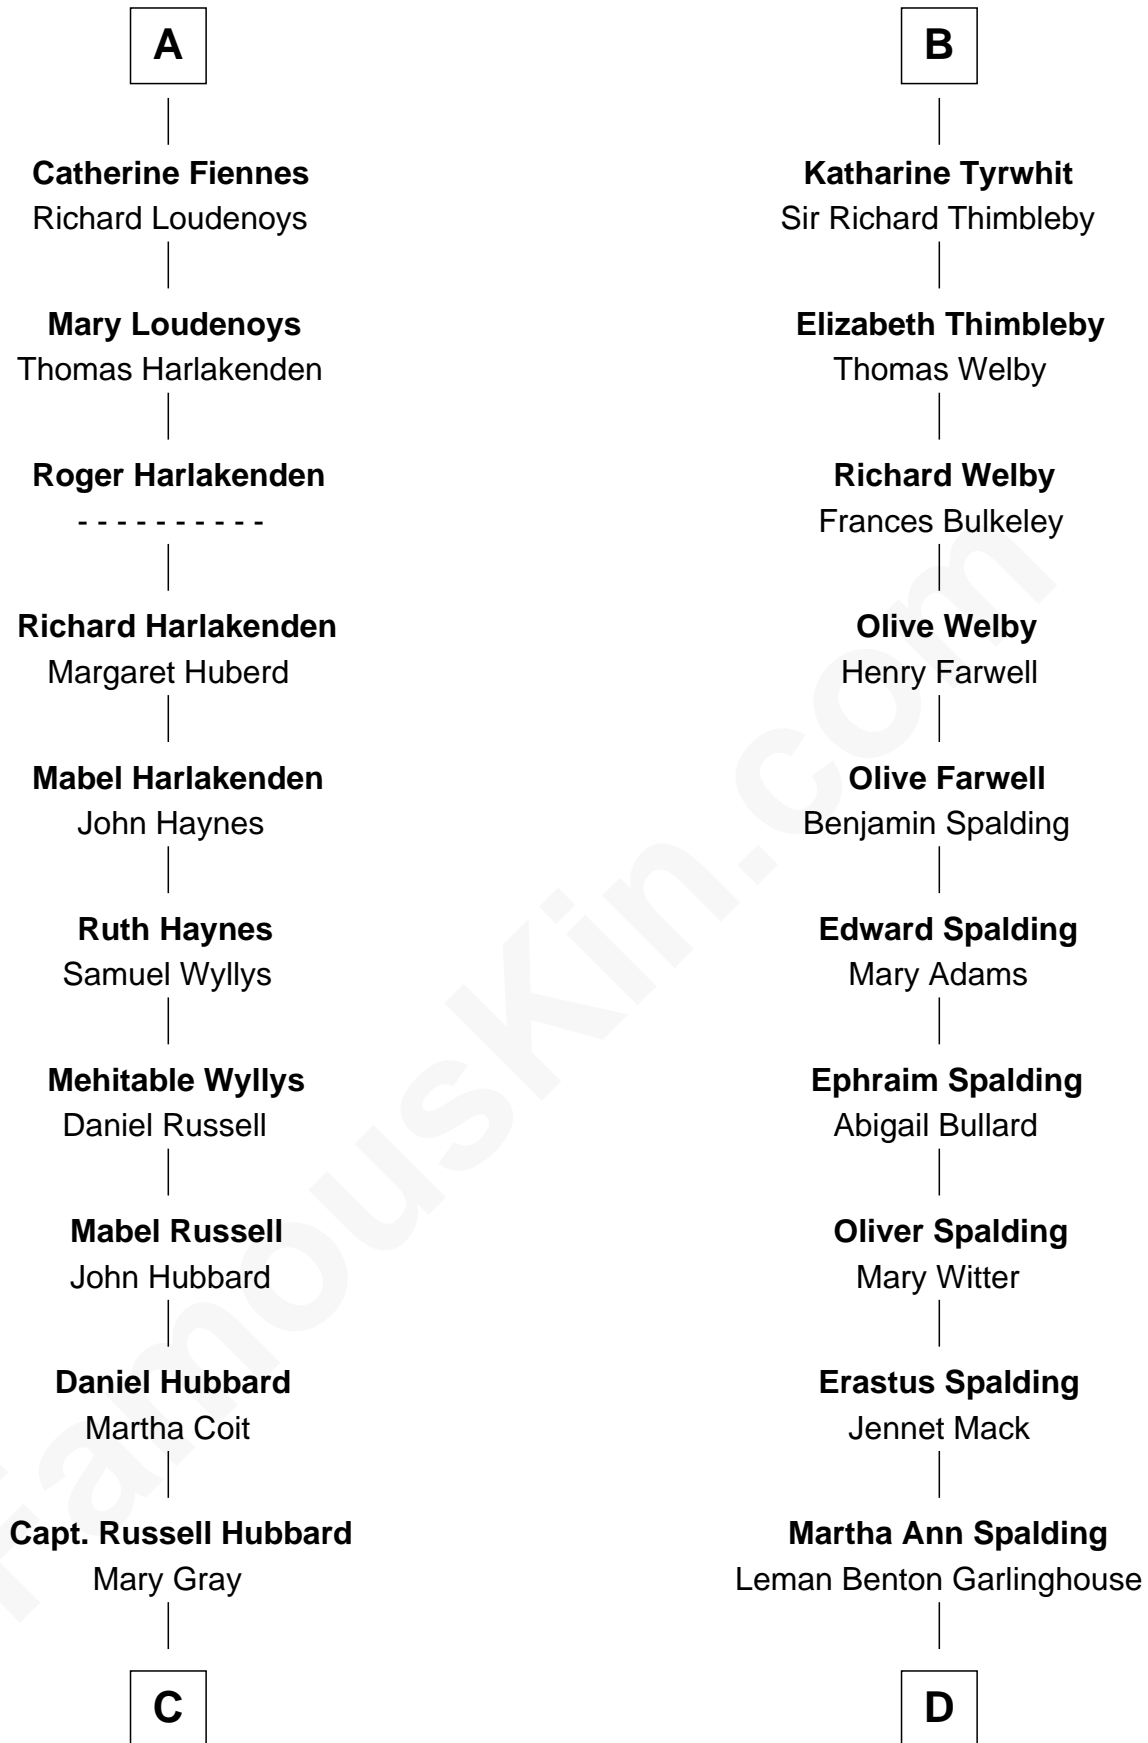 A
Catherine Fiennes
Richard Loudenoys
Mary Loudenoys
Thomas Harlakenden
Roger Harlakenden
- - - - - - - - - -
Richard Harlakenden
Margaret Huberd
Mabel Harlakenden
John Haynes
Ruth Haynes
Samuel Wyllys
Mehitable Wyllys
Daniel Russell
Mabel Russell
John Hubbard
Daniel Hubbard
Martha Coit
Capt. Russell Hubbard
Mary Gray
C
B
Katharine Tyrwhit
Sir Richard Thimbleby
Elizabeth Thimbleby
Thomas Welby
Richard Welby
Frances Bulkeley
Olive Welby
Henry Farwell
Olive Farwell
Benjamin Spalding
Edward Spalding
Mary Adams
Ephraim Spalding
Abigail Bullard
Oliver Spalding
Mary Witter
Erastus Spalding
Jennet Mack
Martha Ann Spalding
Leman Benton Garlinghouse
D
FamousKin.com